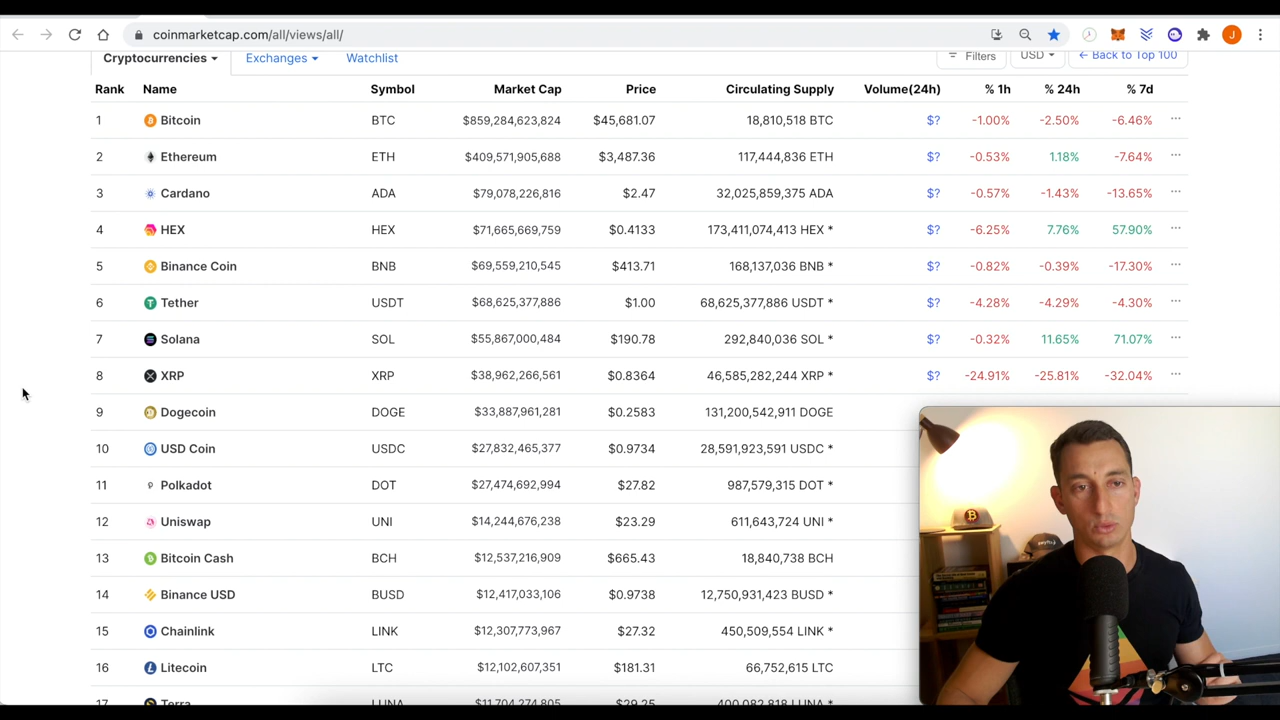 coinmarketcap.com/all/views/all/
J
Cryptocurrencies Exchanges Watchlist Filters USD ← Back to Top 100
Rank Name Symbol Market Cap Price Circulating Supply Volume(24h) % 1h % 24h % 7d
1 Bitcoin BTC $859,284,623,824 $45,681.07 18,810,518 BTC $? -1.00% -2.50% -6.46% ...
2 Ethereum ETH $409,571,905,688 $3,487.36 117,444,836 ETH $? -0.53% 1.18% -7.64% ...
3 Cardano ADA $79,078,226,816 $2.47 32,025,859,375 ADA $? -0.57% -1.43% -13.65% ...
4 HEX HEX $71,665,669,759 $0.4133 173,411,074,413 HEX * $? -6.25% 7.76% 57.90% ...
5 Binance Coin BNB $69,559,210,545 $413.71 168,137,036 BNB * $? -0.82% -0.39% -17.30% ...
6 Tether USDT $68,625,377,886 $1.00 68,625,377,886 USDT * $? -4.28% -4.29% -4.30% ...
7 Solana SOL $55,867,000,484 $190.78 292,840,036 SOL * $? -0.32% 11.65% 71.07% ...
8 XRP XRP $38,962,266,561 $0.8364 46,585,282,244 XRP * $? -24.91% -25.81% -32.04% ...
9 Dogecoin DOGE $33,887,961,281 $0.2583 131,200,542,911 DOGE
10 USD Coin USDC $27,832,465,377 $0.9734 28,591,923,591 USDC *
11 Polkadot DOT $27,474,692,994 $27.82 987,579,315 DOT *
12 Uniswap UNI $14,244,676,238 $23.29 611,643,724 UNI *
13 Bitcoin Cash BCH $12,537,216,909 $665.43 18,840,738 BCH
14 Binance USD BUSD $12,417,033,106 $0.9738 12,750,931,423 BUSD *
15 Chainlink LINK $12,307,773,967 $27.32 450,509,554 LINK *
16 Litecoin LTC $12,102,607,351 $181.31 66,752,615 LTC
17 Terra LUNA $11,704,274,805 $29.25 400,082,818 LUNA *